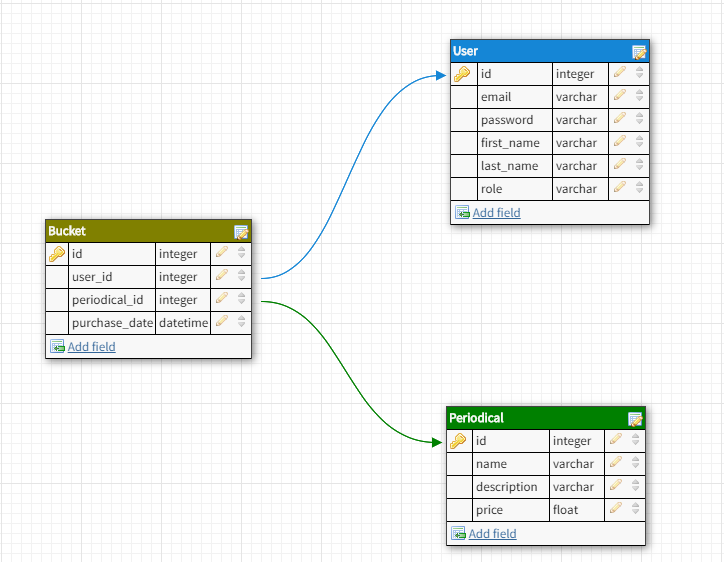 User
id integer
email varchar
password varchar
first_name varchar
last_name varchar
role varchar
Add field
Bucket
id integer
user_id integer
periodical_id integer
purchase_date datetime
Add field
Periodical
id integer
name varchar
description varchar
price float
Add field